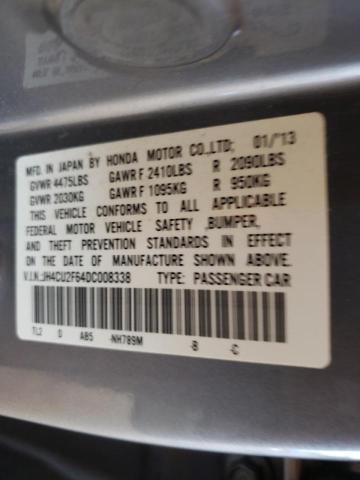 MFD. IN JAPAN BY HONDA MOTOR CO.,LTD; 01/'13
GVWR 4475LBS GAWR F 2410LBS R 2090LBS
GVWR 2030KG GAWR F 1095KG R 950KG
THIS VEHICLE CONFORMS TO ALL APPLICABLE
FEDERAL MOTOR VEHICLE SAFETY ,BUMPER,
AND THEFT PREVENTION STANDARDS IN EFFECT
ON THE DATE OF MANUFACTURE SHOWN ABOVE.
V.I.N.:JH4CU2F64DC008338 TYPE: PASSENGER CAR
TL2 D AB5 -NH789M -B -C